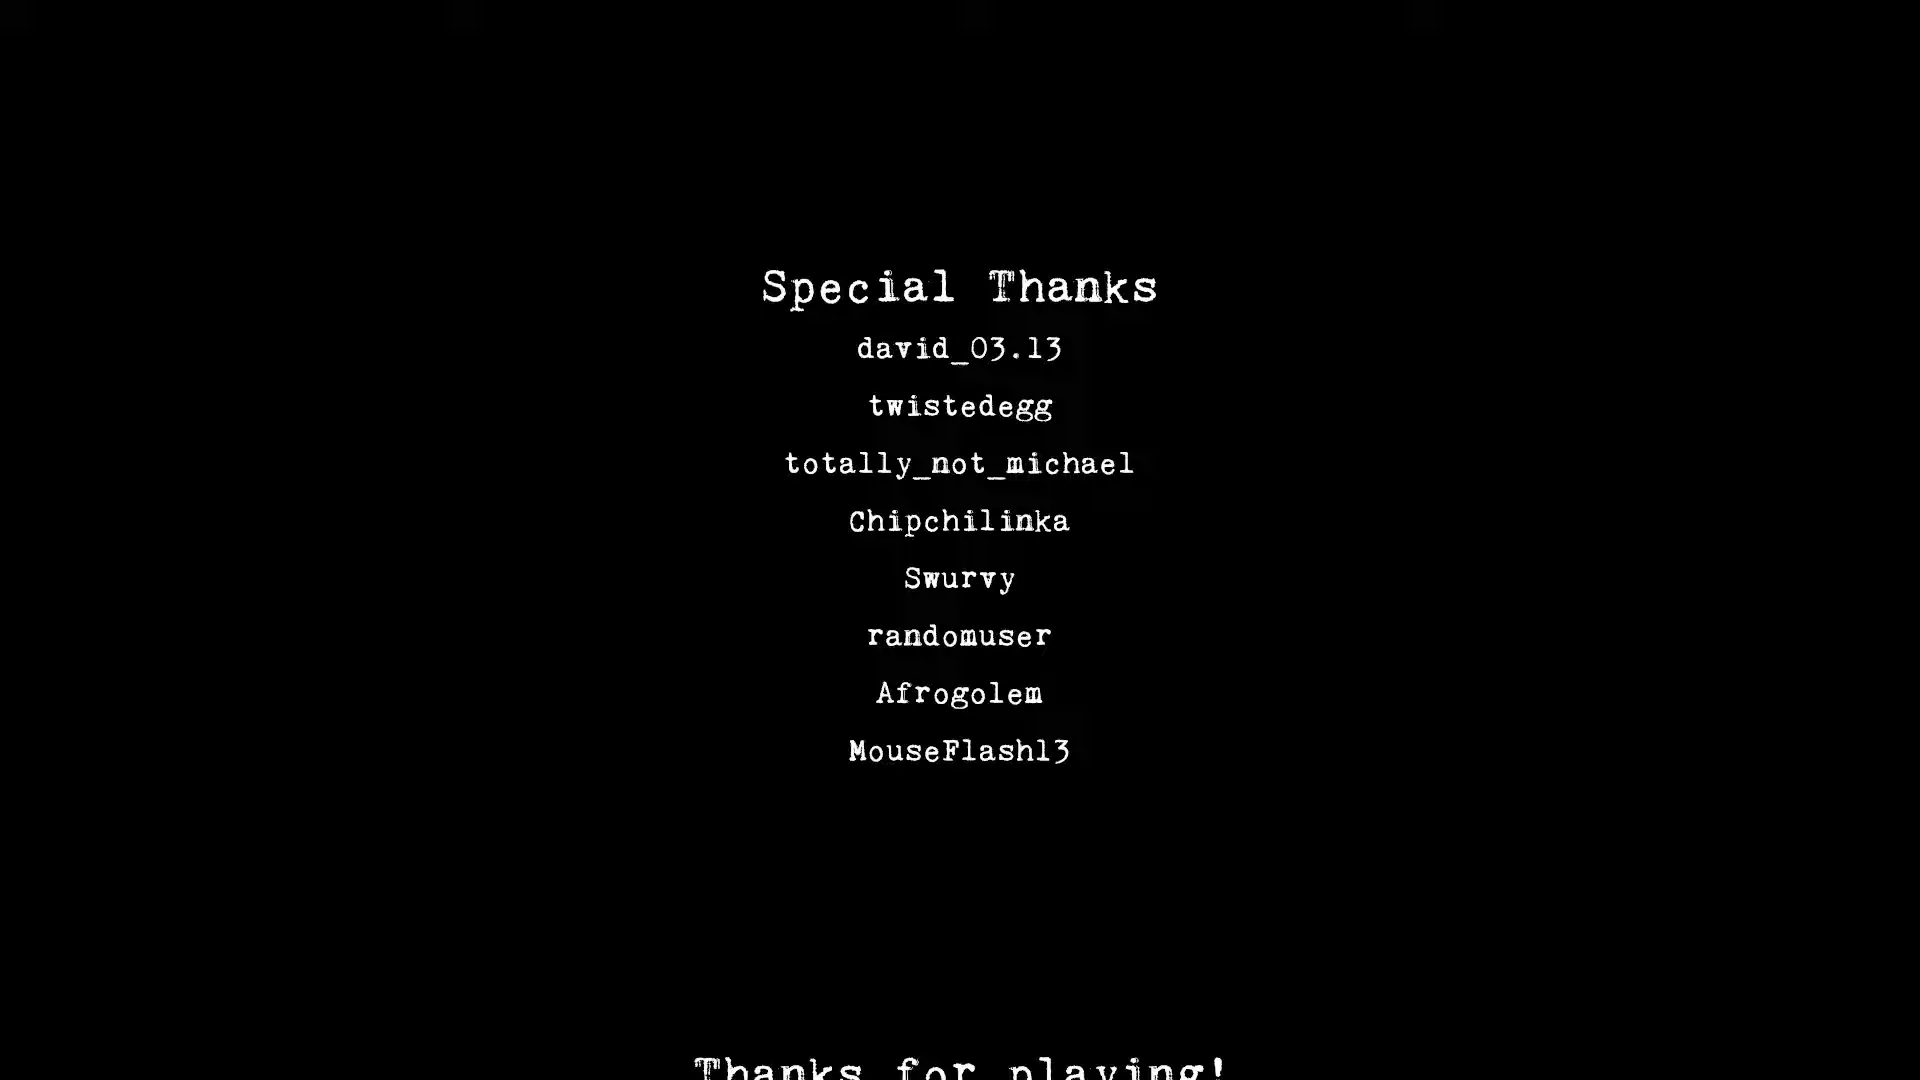 Special Thanks
david_03.13
twistedegg
totally_not_michael
Chipchilinka
Swurvy
randomuser
Afrogolem
MouseFlash13
Thanks for playing!